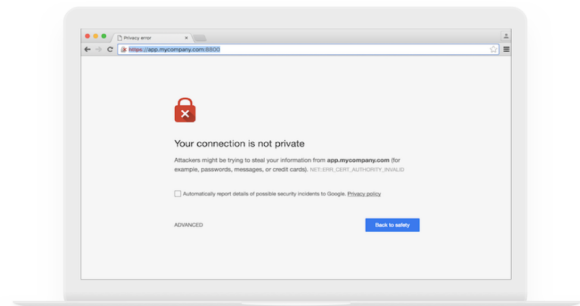 Privacy error
https://app.mycompany.com:8800
Your connection is not private
Attackers might be trying to steal your information from app.mycompany.com (for
example, passwords, messages, or credit cards). NET::ERR_CERT_AUTHORITY_INVALID
Automatically report details of possible security incidents to Google. Privacy policy
ADVANCED
Back to safety